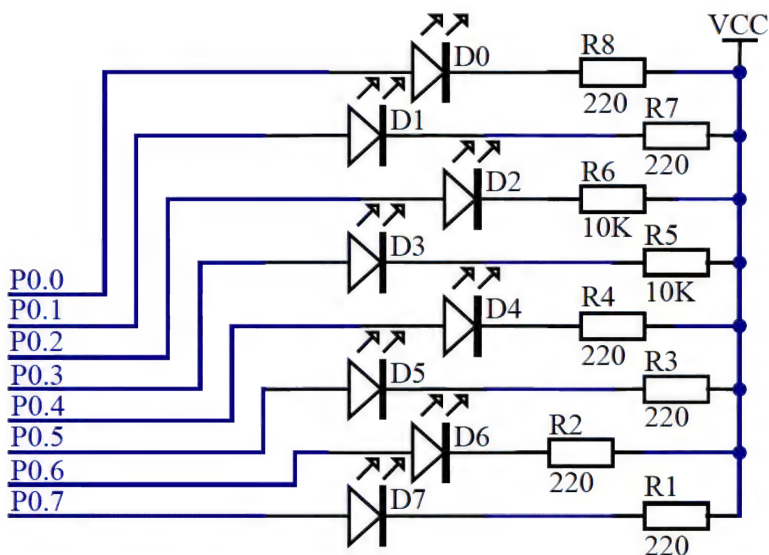 VCC
D0 R8
220
D1 R7
220
D2 R6
10K
D3 R5
10K
P0.0
P0.1
D4 R4
220
P0.2
P0.3
D5 R3
220
P0.4
P0.5
D6 R2
220
P0.6
P0.7
D7 R1
220